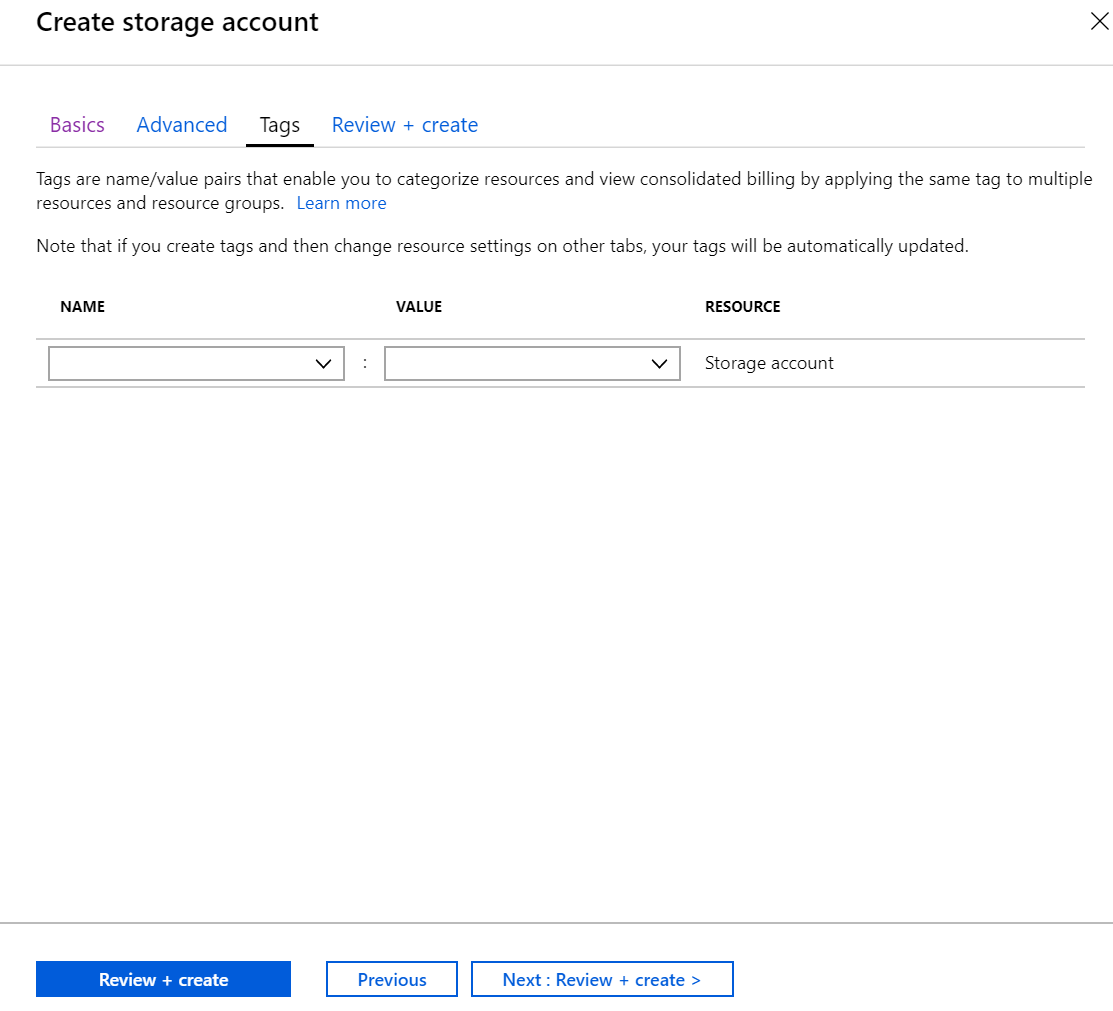 Create storage account
Basics Advanced Tags Review + create
Tags are name/value pairs that enable you to categorize resources and view consolidated billing by applying the same tag to multiple
resources and resource groups. Learn more
Note that if you create tags and then change resource settings on other tabs, your tags will be automatically updated.
NAME VALUE RESOURCE
: Storage account
Review + create Previous Next : Review + create >